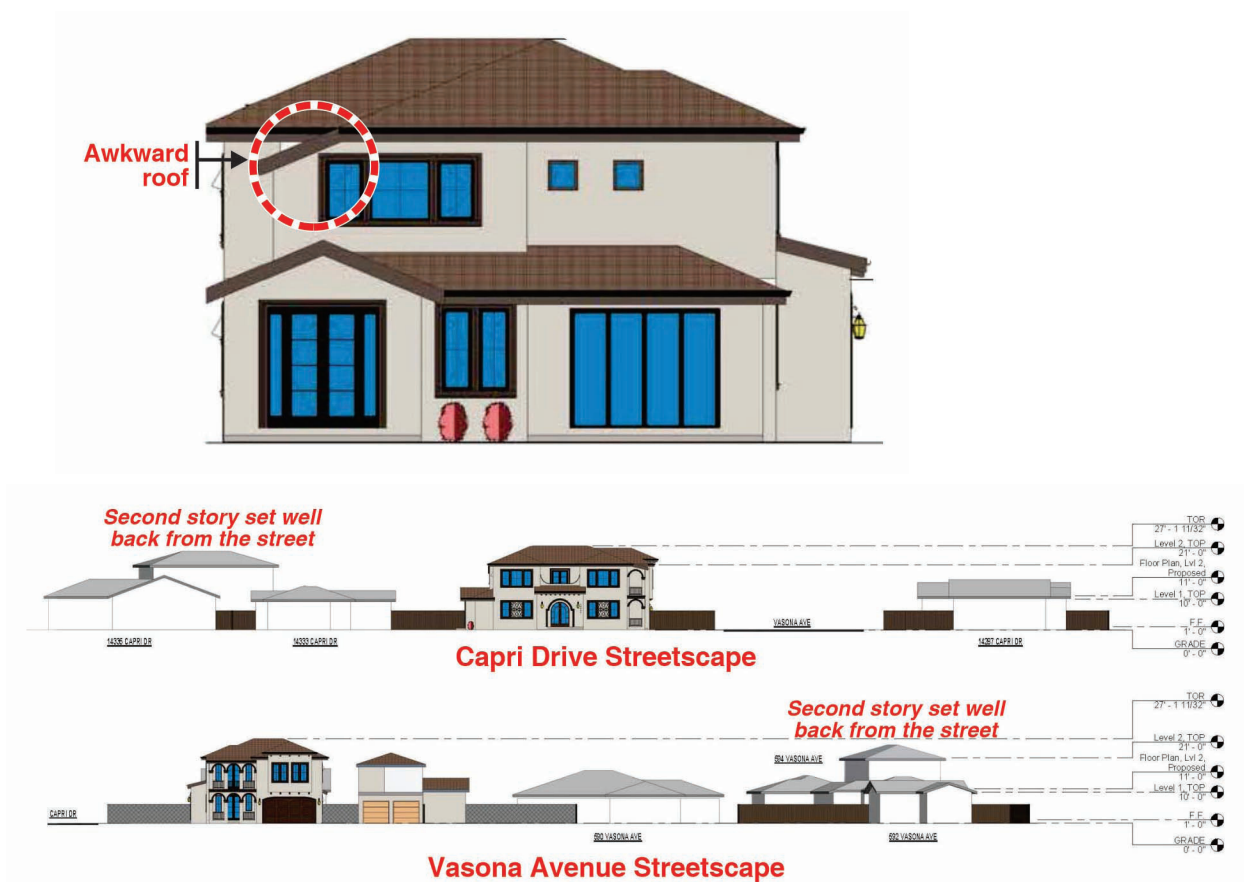 Awkward
roof
Second story set well
back from the street
TOR
27' - 1 11/32"
Level 2, TOP
21' - 0"
Floor Plan, Lvl 2,
Proposed
11' - 0"
Level 1, TOP
10' - 0"
F.F.
1' - 0"
GRADE
0' - 0"
14336 CAPRI DR
14333 CAPRI DR
VASONA AVE
14287 CAPRI DR
Capri Drive Streetscape
Second story set well
back from the street
TOR
27' - 1 11/32"
Level 2, TOP
21' - 0"
Floor Plan, Lvl 2,
Proposed
11' - 0"
Level 1, TOP
10' - 0"
F.F.
1' - 0"
GRADE
0' - 0"
594 VASONA AVE
CAPRI DR
590 VASONA AVE
592 VASONA AVE
Vasona Avenue Streetscape